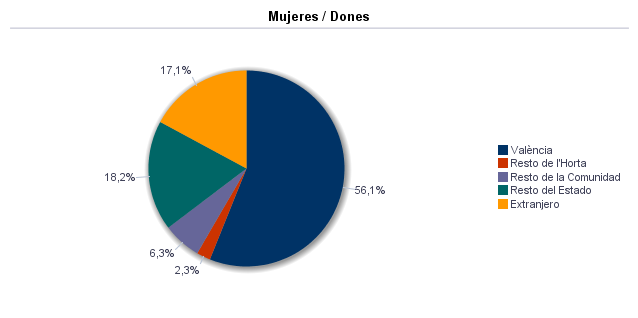 Mujeres / Dones
17,1%
18,2%
56,1%
6,3%
2,3%
València
Resto de l'Horta
Resto de la Comunidad
Resto del Estado
Extranjero